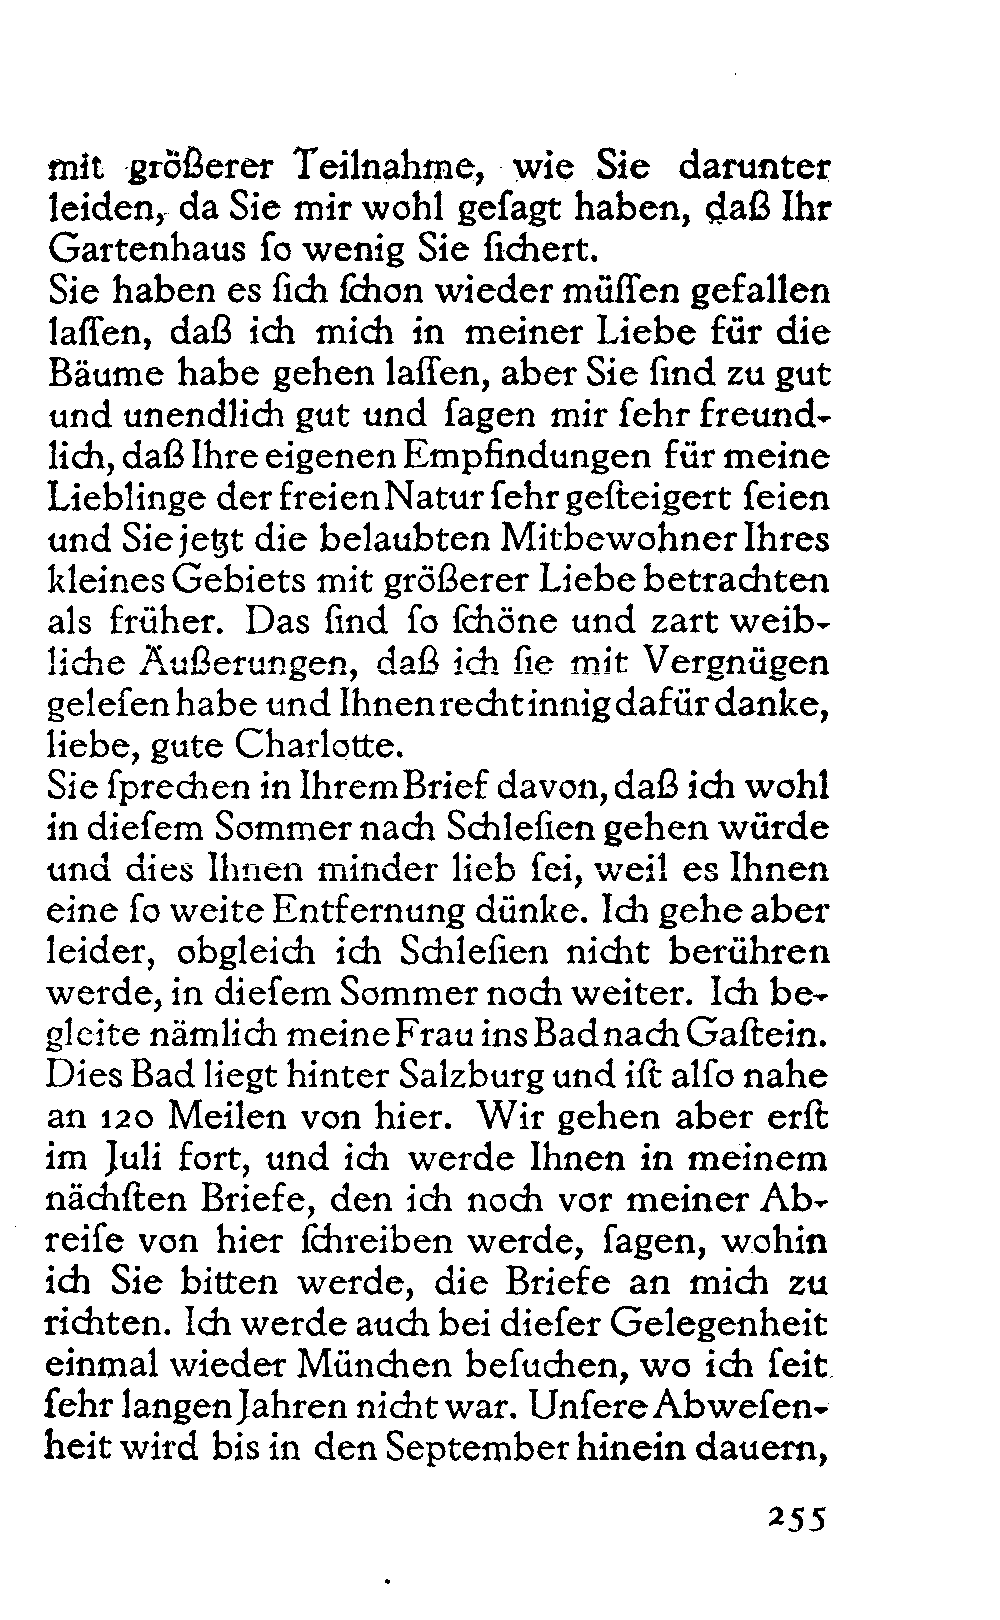 mit größerer Teilnahme, wie Sie darunter
leiden, da Sie mir wohl geſagt haben, daß Ihr
Gartenhaus ſo wenig Sie ſichert.
Sie haben es ſich ſchon wieder müſſen gefallen
laſſen, daß ich mich in meiner Liebe für die
Bäume habe gehen laſſen, aber Sie ſind zu gut
und unendlich gut und ſagen mir ſehr freund-
lich, daß Ihre eigenen Empfindungen für meine
Lieblinge der freien Natur ſehr geſteigert ſeien
und Sie jetzt die belaubten Mitbewohner Ihres
kleines Gebiets mit größerer Liebe betrachten
als früher. Das ſind ſo ſchöne und zart weib-
liche Äußerungen, daß ich ſie mit Vergnügen
geleſen habe und Ihnen recht innig dafür danke,
liebe, gute Charlotte.
Sie ſprechen in Ihrem Brief davon, daß ich wohl
in dieſem Sommer nach Schleſien gehen würde
und dies Ihnen minder lieb ſei, weil es Ihnen
eine ſo weite Entfernung dünke. Ich gehe aber
leider, obgleich ich Schleſien nicht berühren
werde, in dieſem Sommer noch weiter. Ich be-
gleite nämlich meine Frau ins Bad nach Gaſtein.
Dies Bad liegt hinter Salzburg und iſt alſo nahe
an 120 Meilen von hier. Wir gehen aber erſt
im Juli fort, und ich werde Ihnen in meinem
nächſten Briefe, den ich noch vor meiner Ab-
reiſe von hier ſchreiben werde, ſagen, wohin
ich Sie bitten werde, die Briefe an mich zu
richten. Ich werde auch bei dieſer Gelegenheit
einmal wieder München beſuchen, wo ich ſeit
ſehr langen Jahren nicht war. Unſere Abweſen-
heit wird bis in den September hinein dauern,
255